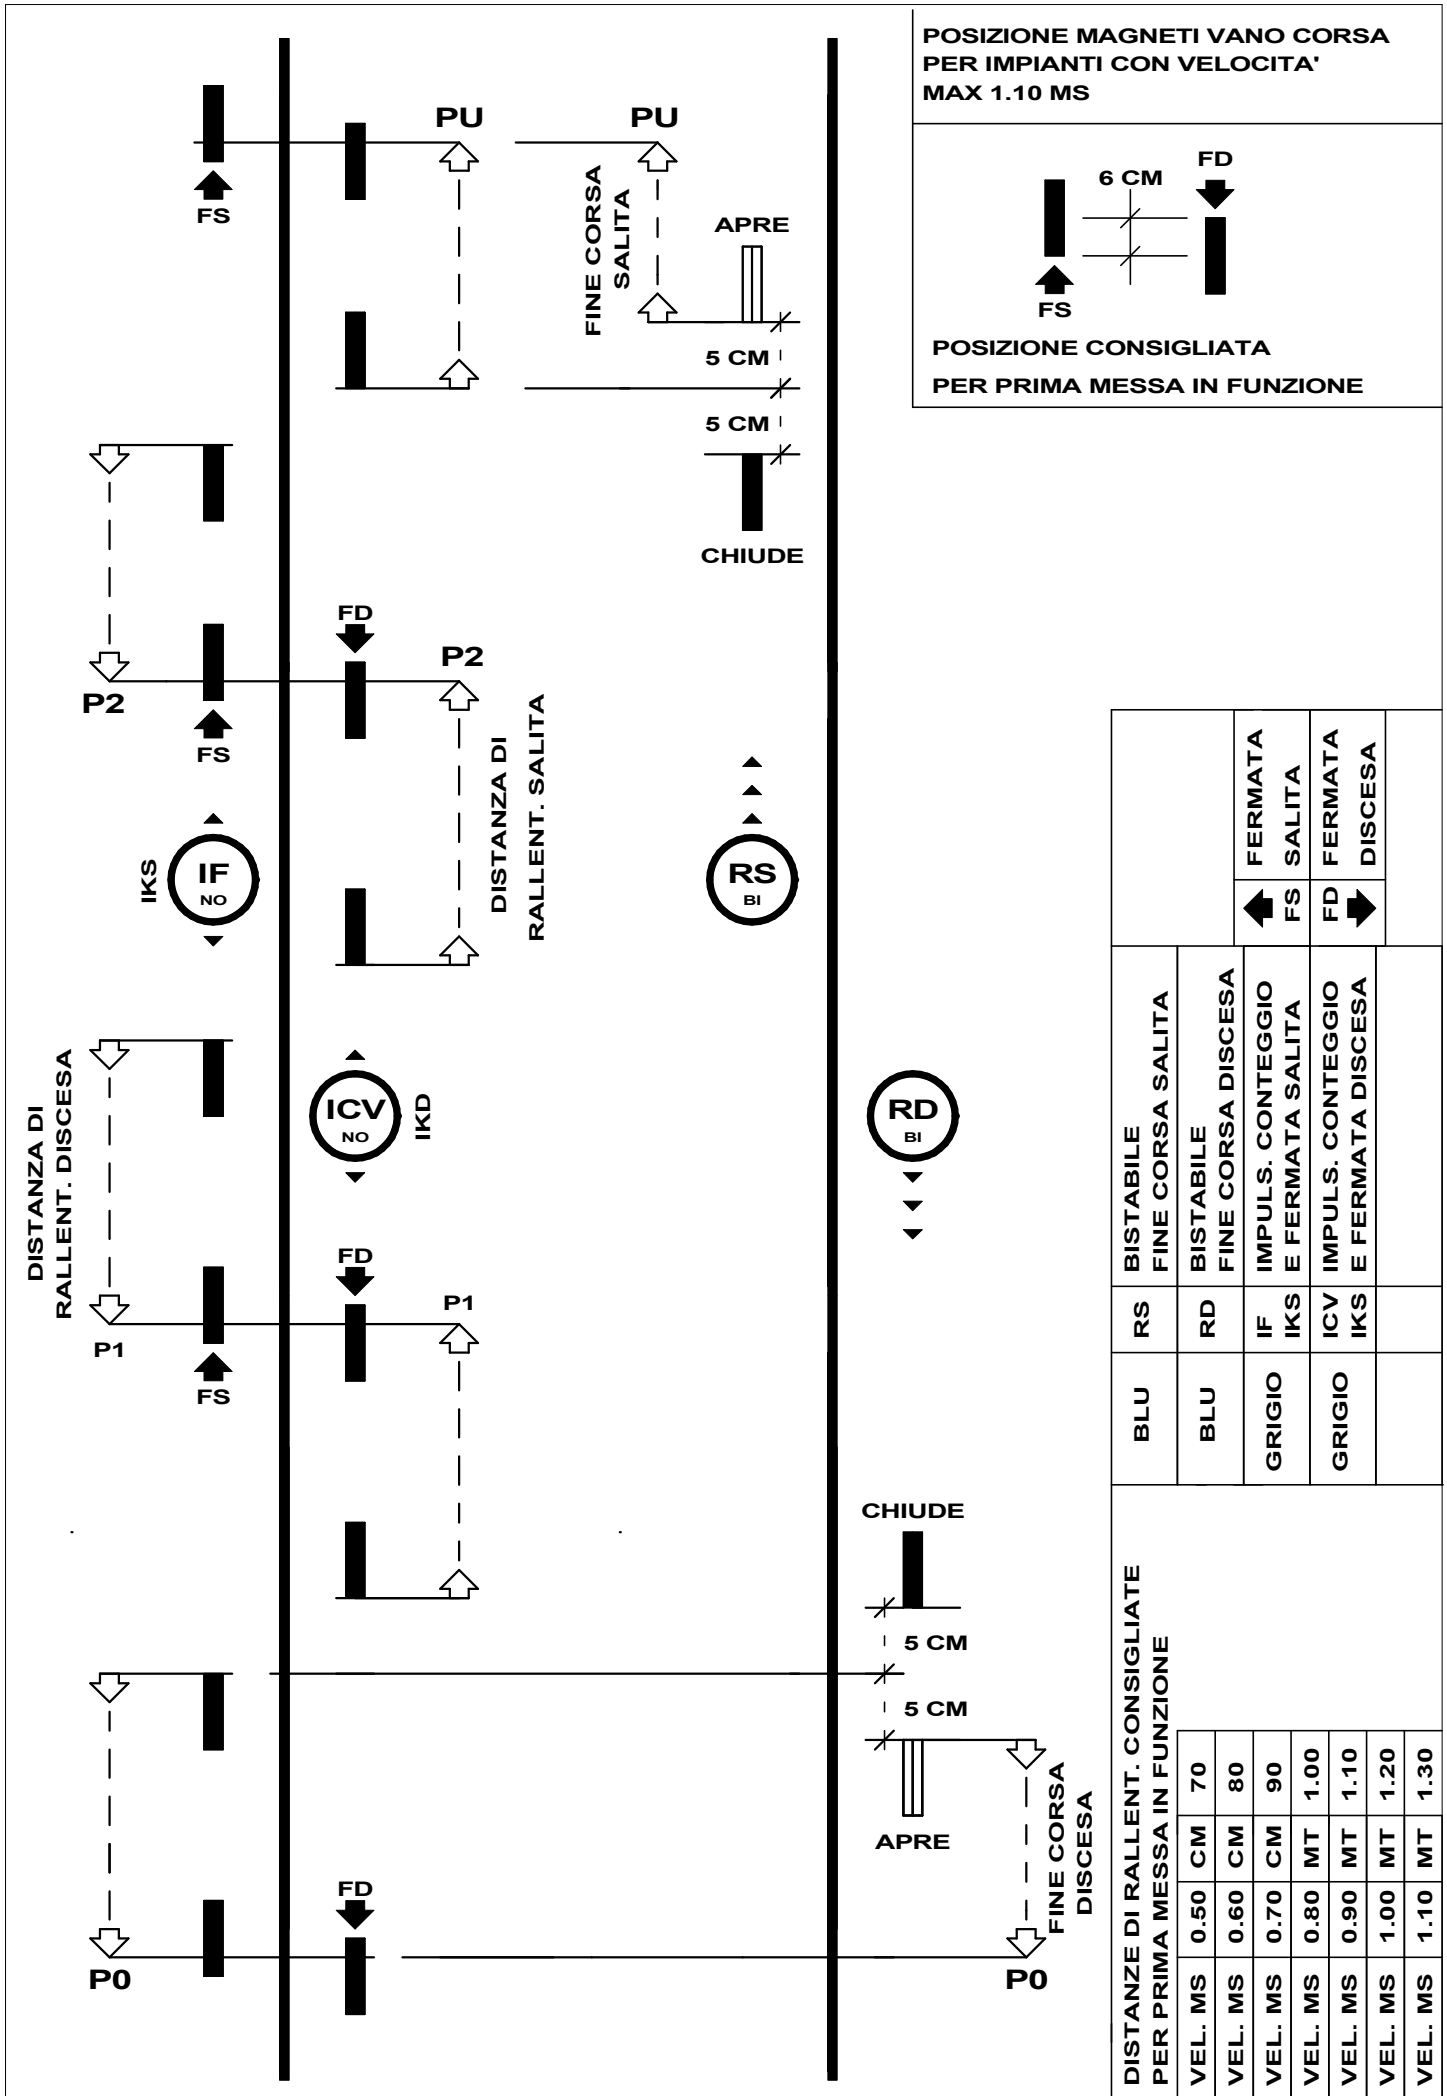 POSIZIONE MAGNETI VANO CORSA
PER IMPIANTI CON VELOCITA'
MAX 1.10 MS
6 CM
FD
FS
POSIZIONE CONSIGLIATA
PER PRIMA MESSA IN FUNZIONE
PU
PU
FS
FINE CORSA
SALITA
APRE
5 CM
5 CM
CHIUDE
FD
P2
P2
FS
DISTANZA DI
RALLENT. SALITA
IKS
IF
NO
RS
BI
DISTANZA DI
RALLENT. DISCESA
ICV
NO
IKD
RD
BI
FD
P1
P1
FS
CHIUDE
5 CM
5 CM
APRE
FINE CORSA
DISCESA
FD
P0
P0
FS
FERMATA
SALITA
FD
FERMATA
DISCESA
BLU RS BISTABILE
FINE CORSA SALITA
BLU RD BISTABILE
FINE CORSA DISCESA
GRIGIO IF IMPULS. CONTEGGIO
IKS E FERMATA SALITA
GRIGIO ICV IMPULS. CONTEGGIO
IKS E FERMATA DISCESA
DISTANZE DI RALLENT. CONSIGLIATE
PER PRIMA MESSA IN FUNZIONE
VEL. MS 0.50 CM 70
VEL. MS 0.60 CM 80
VEL. MS 0.70 CM 90
VEL. MS 0.80 MT 1.00
VEL. MS 0.90 MT 1.10
VEL. MS 1.00 MT 1.20
VEL. MS 1.10 MT 1.30